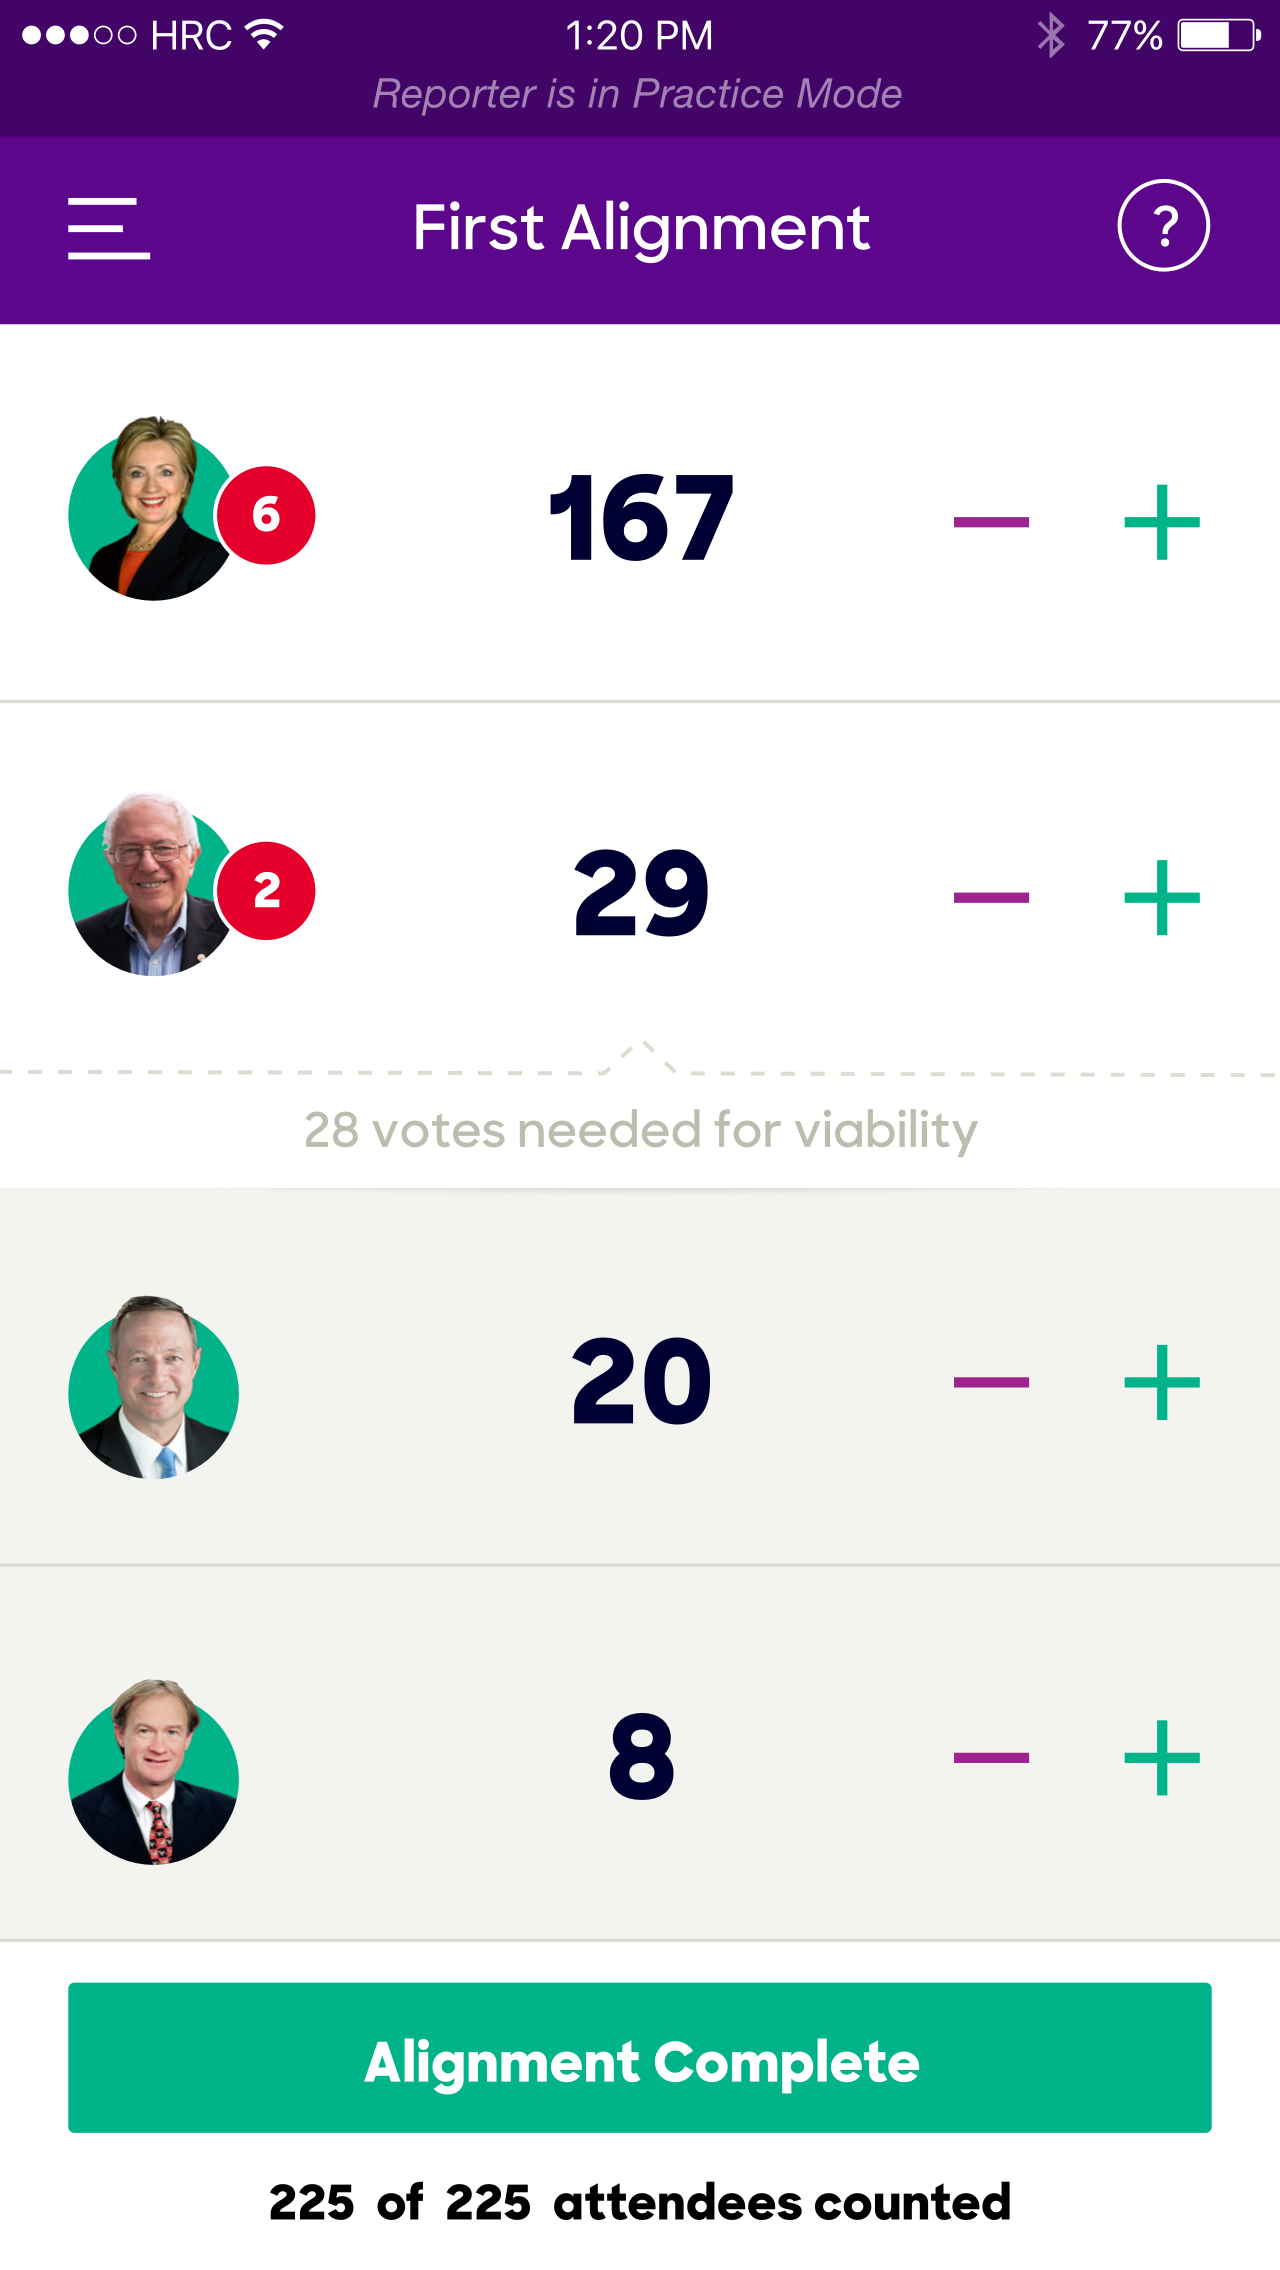 HRC 1:20 PM 77%
Reporter is in Practice Mode
First Alignment ?
6 167
2 29
28 votes needed for viability
20
8
Alignment Complete
225 of 225 attendees counted